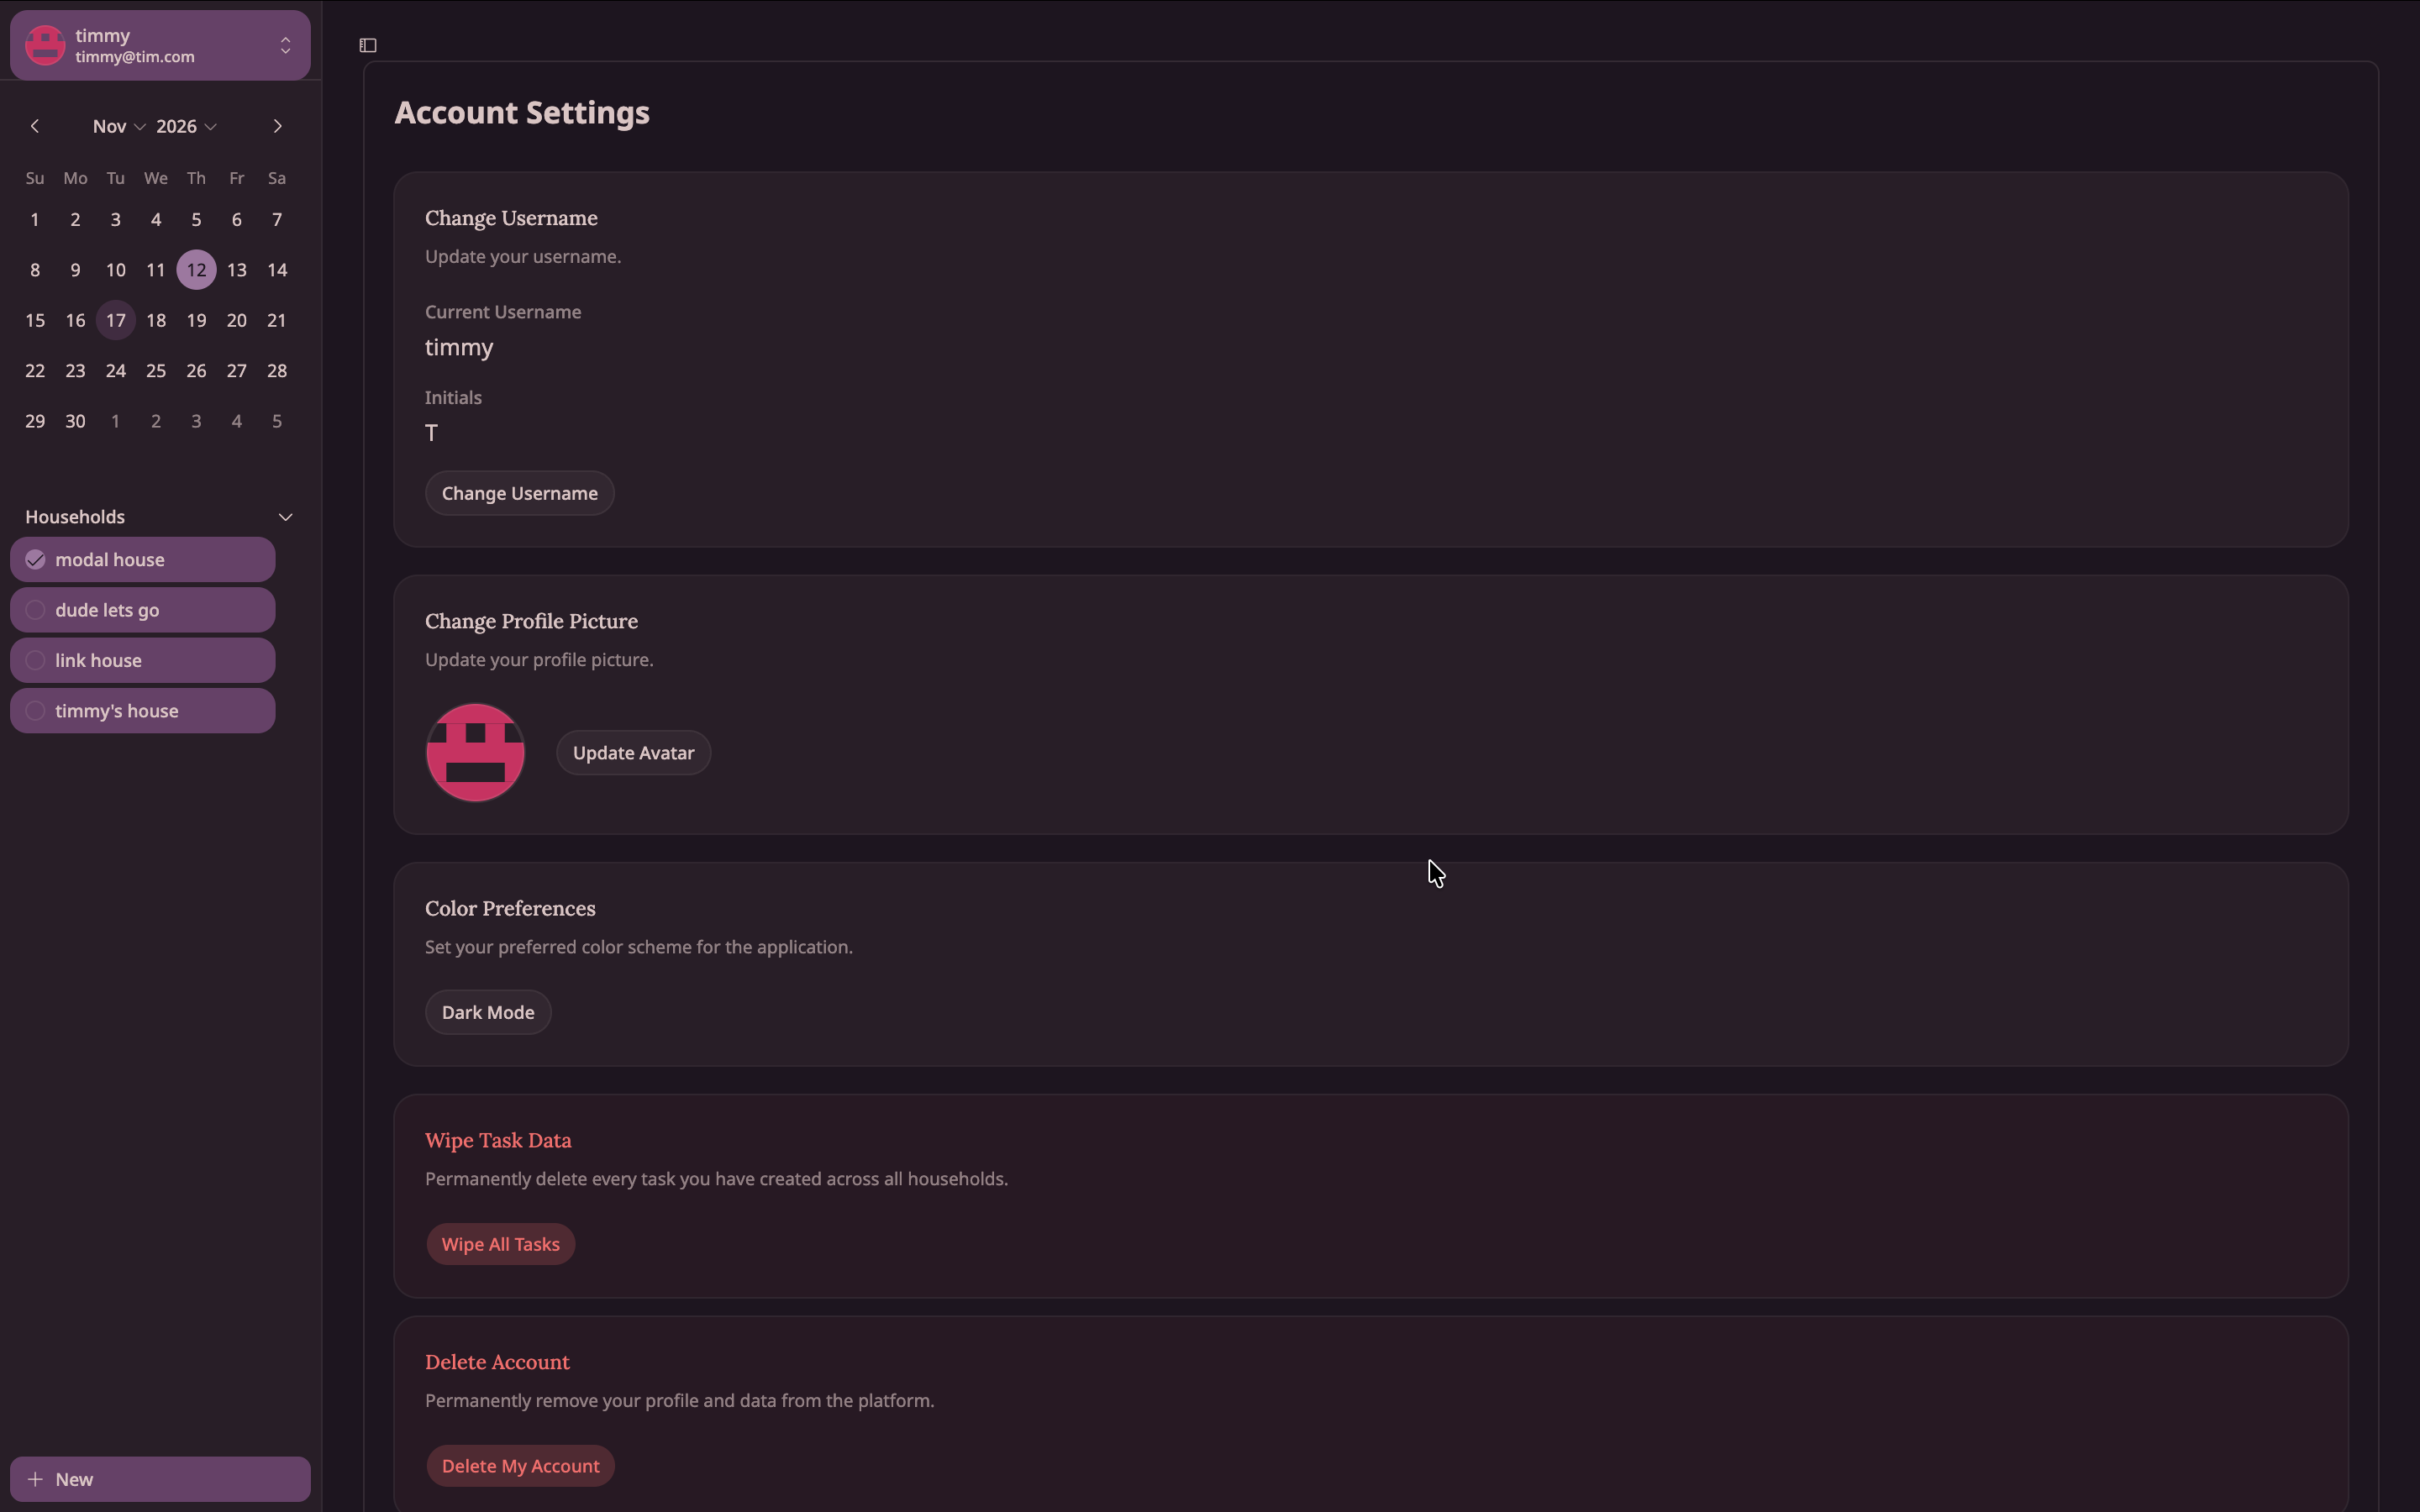 timmy
timmy@tim.com
Nov 2026
Su Mo Tu We Th Fr Sa
1 2 3 4 5 6 7
8 9 10 11 12 13 14
15 16 17 18 19 20 21
22 23 24 25 26 27 28
29 30 1 2 3 4 5
Households
modal house
dude lets go
link house
timmy's house
New
Account Settings
Change Username
Update your username.
Current Username
timmy
Initials
T
Change Username
Change Profile Picture
Update your profile picture.
Update Avatar
Color Preferences
Set your preferred color scheme for the application.
Dark Mode
Wipe Task Data
Permanently delete every task you have created across all households.
Wipe All Tasks
Delete Account
Permanently remove your profile and data from the platform.
Delete My Account